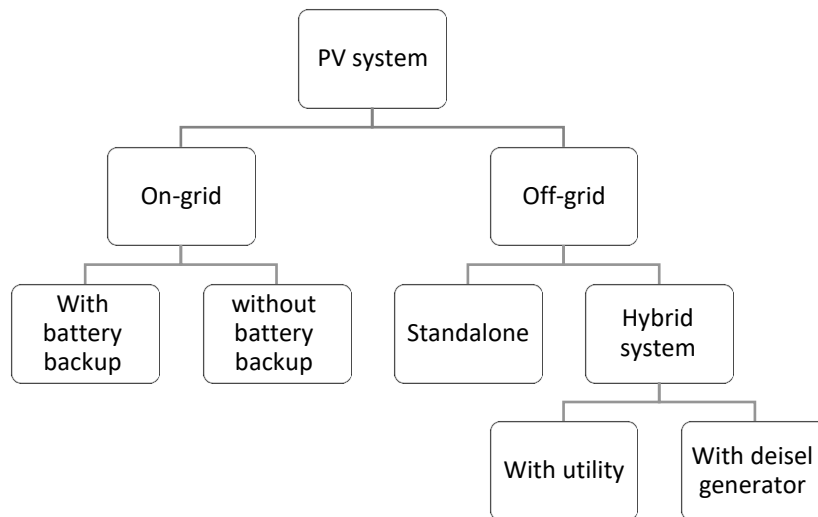 PV system
On-grid
Off-grid
With
battery
backup
without
battery
backup
Standalone
Hybrid
system
With utility
With deisel
generator